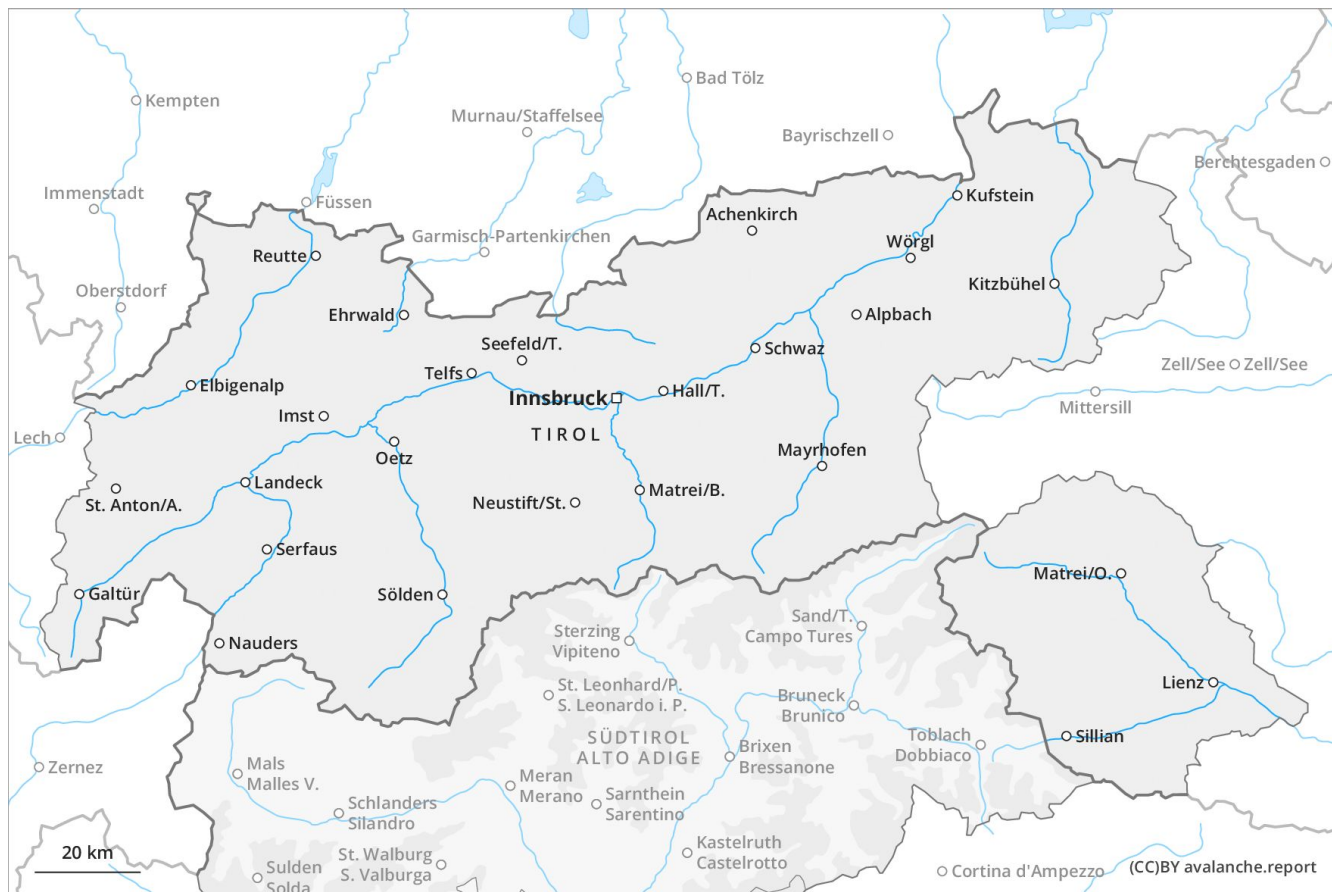 Kempten
Bad Tölz
Murnau/Staffelsee
Bayrischzell
Berchtesgaden
Immenstadt
Füssen
Kufstein
Achenkirch
Garmisch-Partenkirchen
Wörgl
Reutte
Kitzbühel
Oberstdorf
Ehrwald
Alpbach
Seefeld/T.
Schwaz
Zell/See
Zell/See
Telfs
Elbigenalp
Innsbruck
Hall/T.
Mittersill
Imst
TIROL
Lech
Oetz
Mayrhofen
Landeck
Matrei/B.
St. Anton/A.
Neustift/St.
Serfaus
Matrei/O.
Galtür
Sölden
Sand/T.
Campo Tures
Sterzing
Vipiteno
Nauders
Lienz
St. Leonhard/P.
S. Leonardo i. P.
Bruneck
Brunico
SÜDTIROL
ALTO ADIGE
Toblach
Dobbiaco
Sillian
Brixen
Bressanone
Zernez
Mals
Malles V.
Meran
Merano
Sarnthein
Sarentino
Schlanders
Silandro
Kastelruth
Castelrotto
20 km
St. Walburg
S. Valburga
Sulden
Solda
Cortina d'Ampezzo
(CC)BY avalanche.report